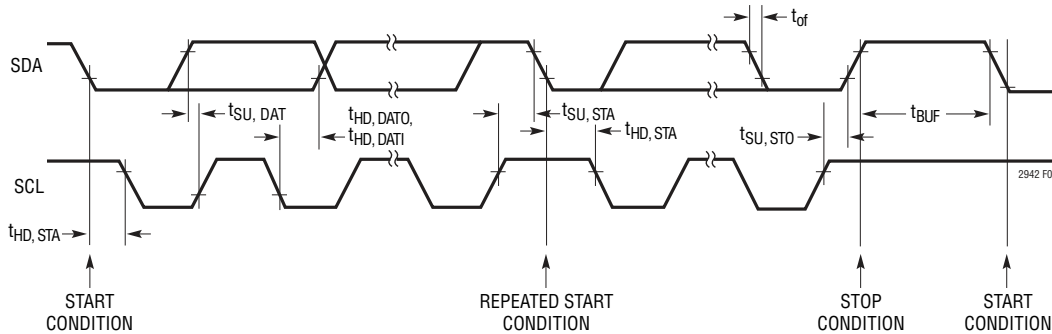 t_of
SDA
t_SU, DAT
t_HD, DATO,
t_HD, DATI
t_SU, STA
t_HD, STA
t_SU, STO
t_BUF
SCL
2942 F0
t_HD, STA
START
CONDITION
REPEATED START
CONDITION
STOP
CONDITION
START
CONDITION